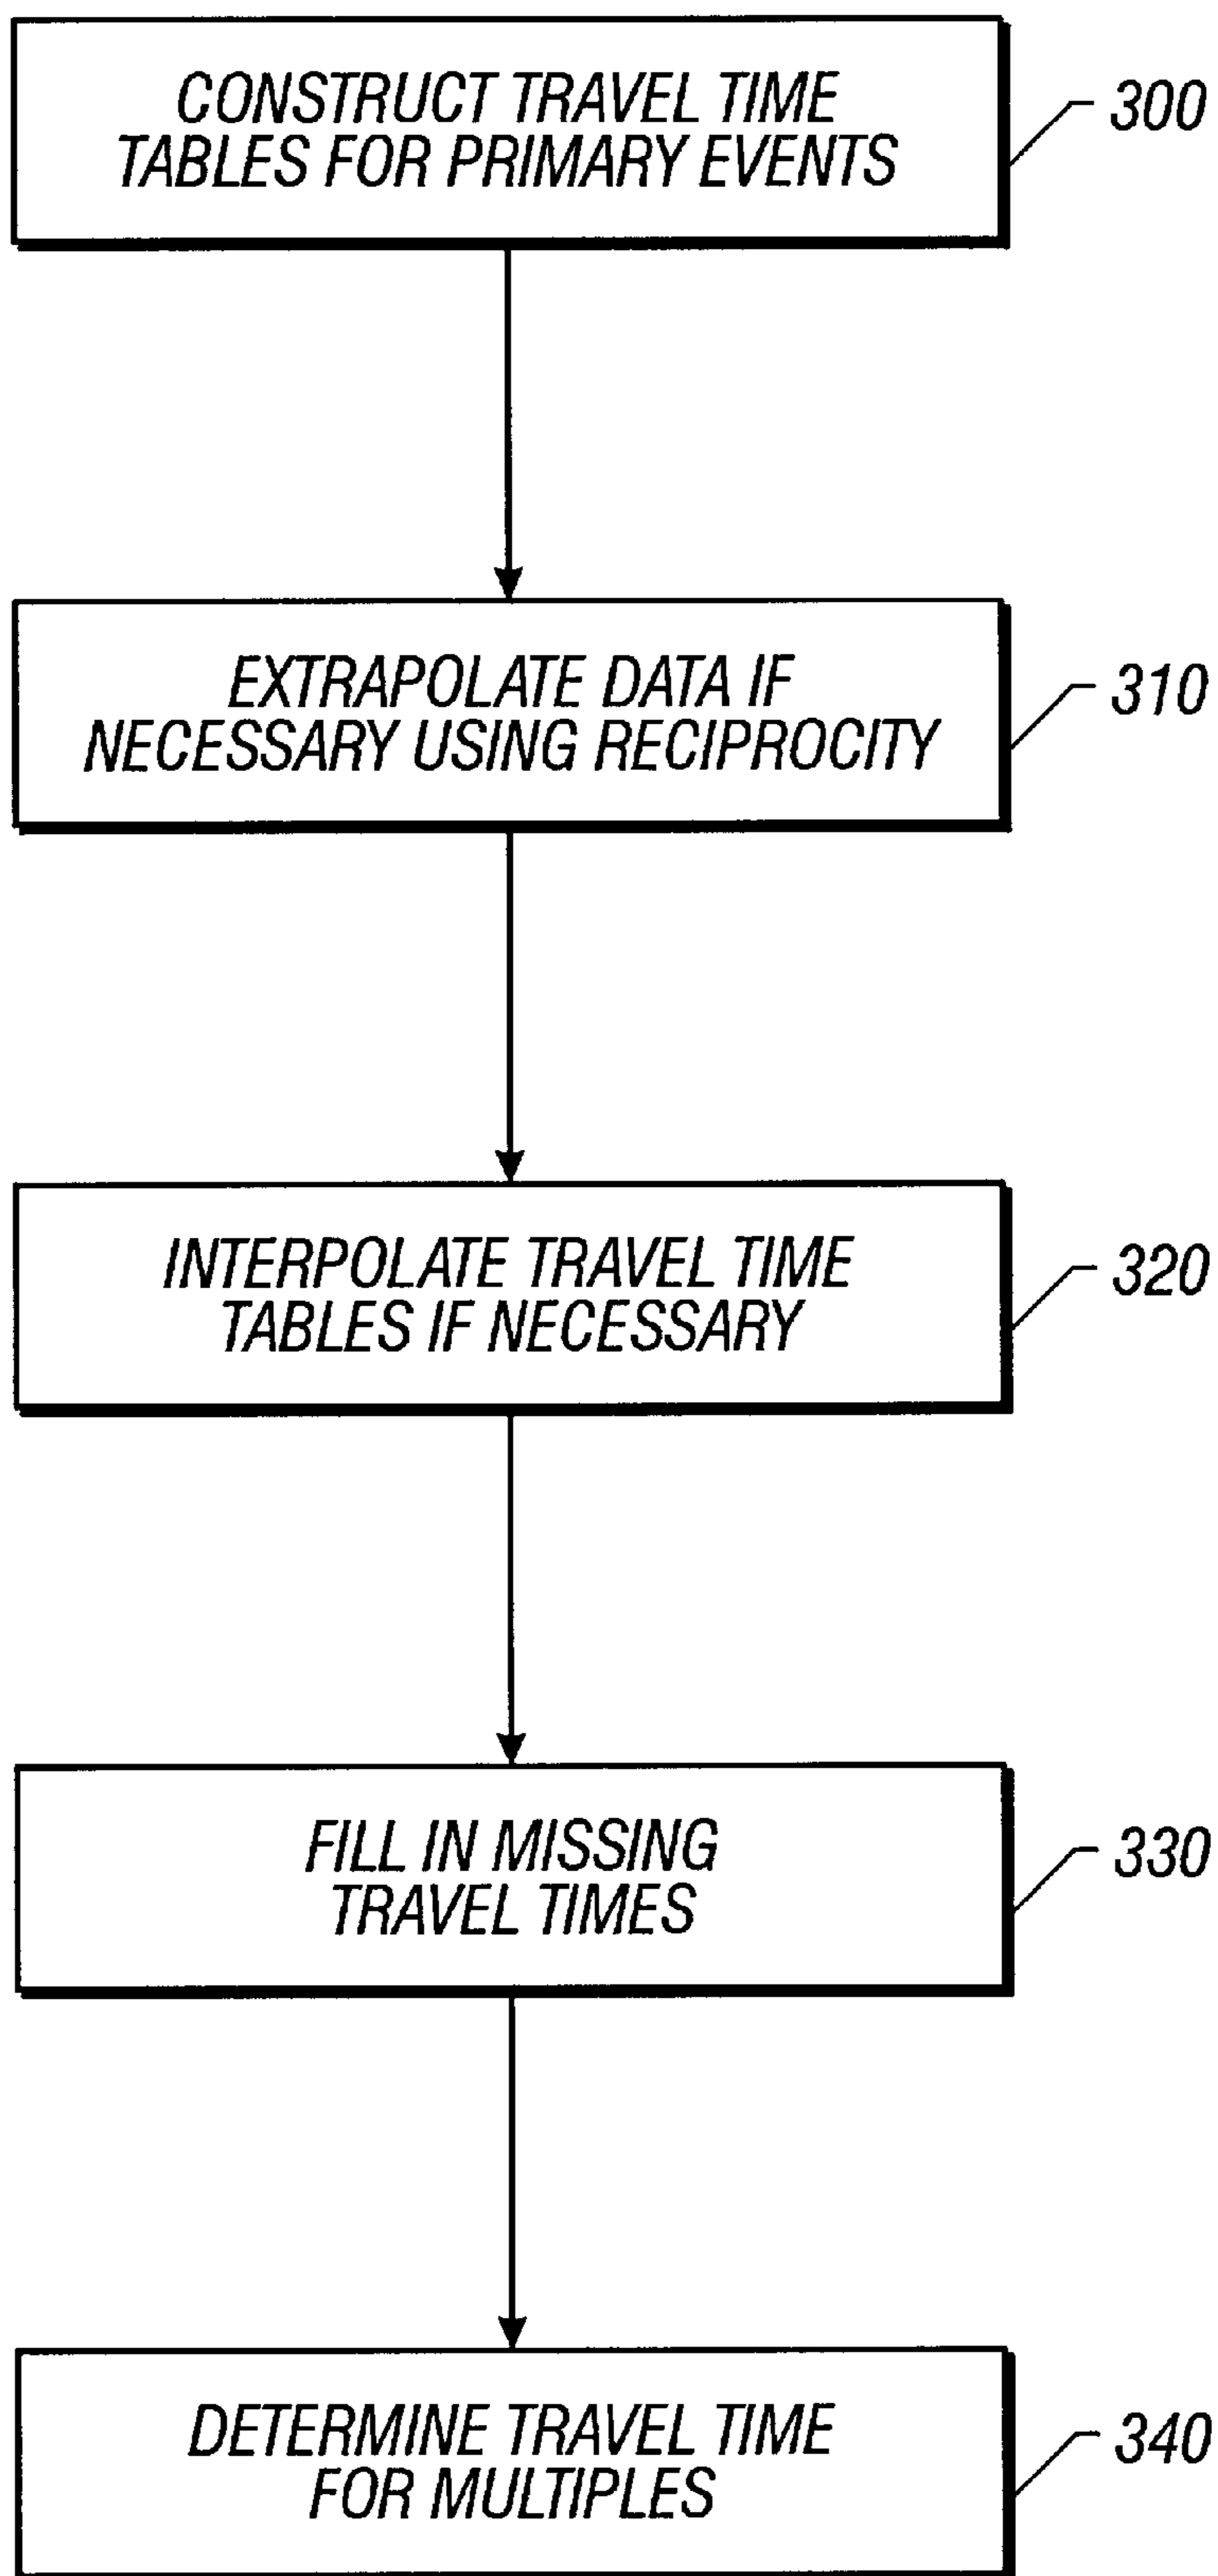 CONSTRUCT TRAVEL TIME
TABLES FOR PRIMARY EVENTS
300
EXTRAPOLATE DATA IF
NECESSARY USING RECIPROCITY
310
INTERPOLATE TRAVEL TIME
TABLES IF NECESSARY
320
FILL IN MISSING
TRAVEL TIMES
330
DETERMINE TRAVEL TIME
FOR MULTIPLES
340